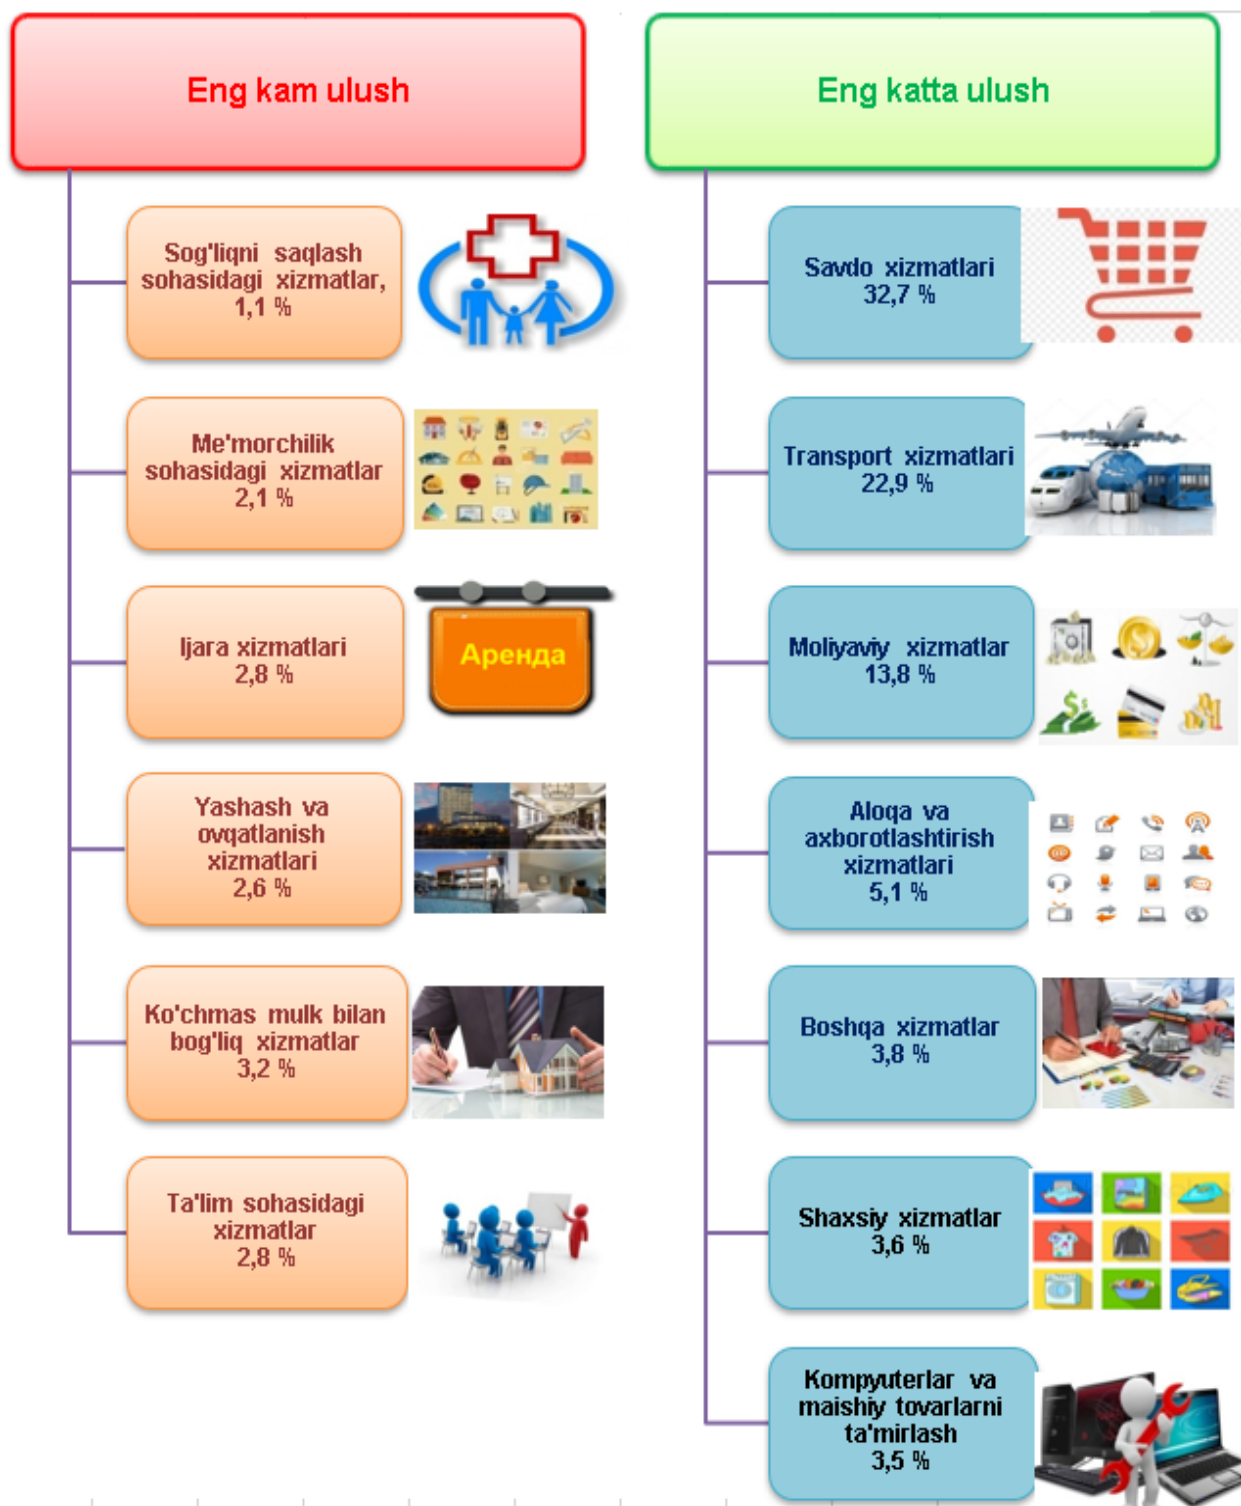 Eng kam ulush
Sog'liqni saqlash
sohasidagi xizmatlar,
1,1 %
Me'morchilik
sohasidagi xizmatlar
2,1 %
Ijara xizmatlari
2,8 %
Аренда
Yashash va
ovqatlanish
xizmatlari
2,6 %
Ko'chmas mulk bilan
bog'liq xizmatlar
3,2 %
Ta'lim sohasidagi
xizmatlar
2,8 %
Eng katta ulush
Savdo xizmatlari
32,7 %
Transport xizmatlari
22,9 %
Moliyaviy xizmatlar
13,8 %
Aloqa va
axborotlashtirish
xizmatlari
5,1 %
Boshqa xizmatlar
3,8 %
Shaxsiy xizmatlar
3,6 %
Kompyuterlar va
maishiy tovarlarni
ta'mirlash
3,5 %